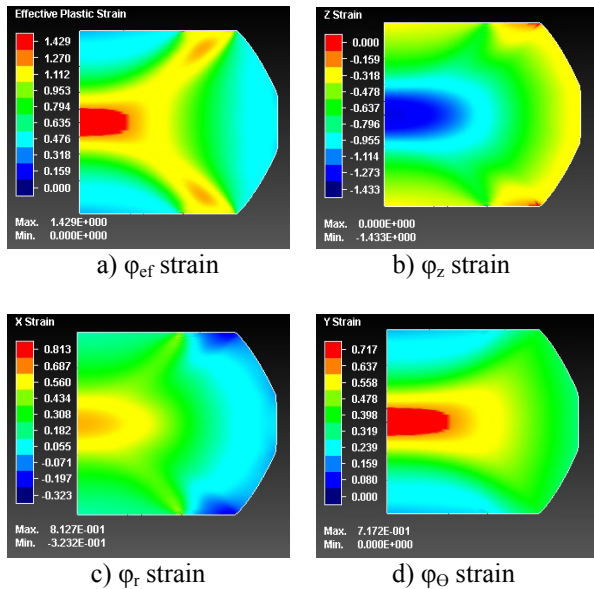 Effective Plastic Strain
1.429
1.270
1.112
0.953
0.794
0.635
0.476
0.318
0.159
0.000
Max. 1.429E+000
Min. 0.000E+000
a) φef strain
Z Strain
0.000
-0.159
-0.318
-0.478
-0.637
-0.796
-0.955
-1.114
-1.273
-1.433
Max. 0.000E+000
Min. -1.433E+000
b) φz strain
X Strain
0.813
0.687
0.560
0.434
0.308
0.182
0.055
-0.071
-0.197
-0.323
Max. 8.127E-001
Min. -3.232E-001
c) φr strain
Y Strain
0.717
0.637
0.558
0.478
0.398
0.319
0.239
0.159
0.080
0.000
Max. 7.172E-001
Min. 0.000E+000
d) φΘ strain